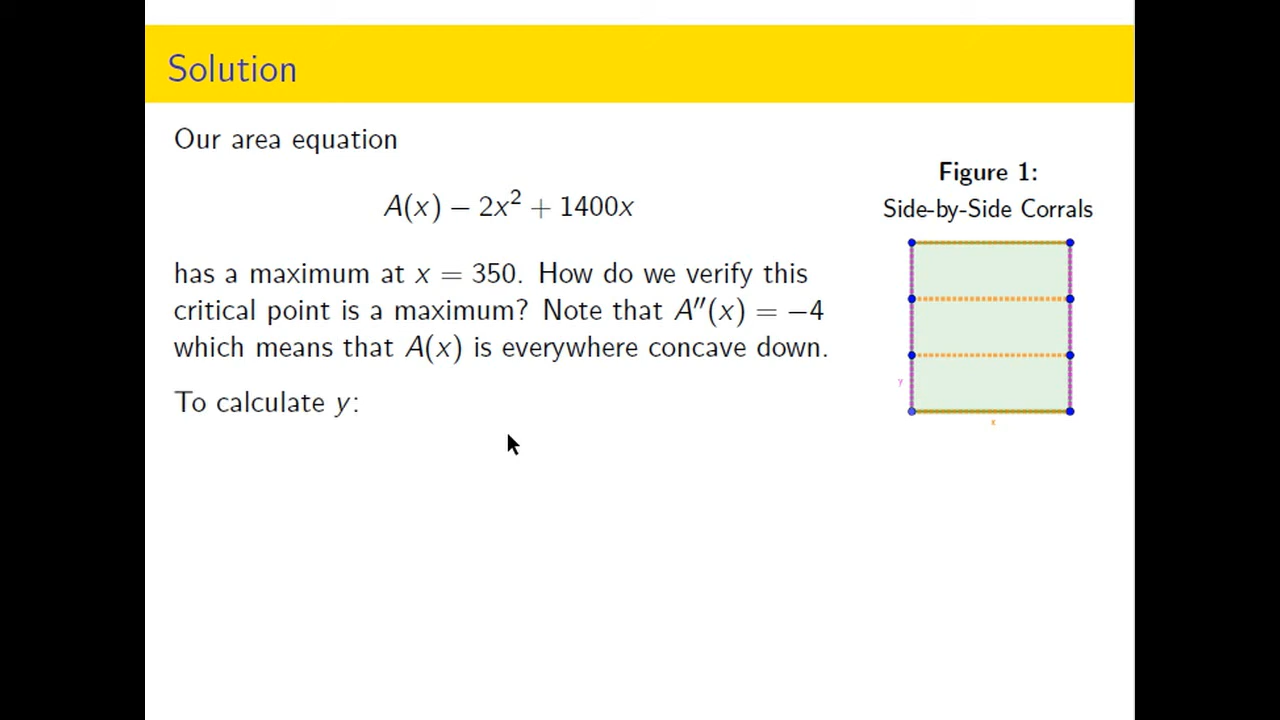 Solution
Our area equation
A(x) − 2x² + 1400x
has a maximum at x = 350. How do we verify this
critical point is a maximum? Note that A″(x) = −4
which means that A(x) is everywhere concave down.
To calculate y:
Figure 1:
Side-by-Side Corrals
y
x